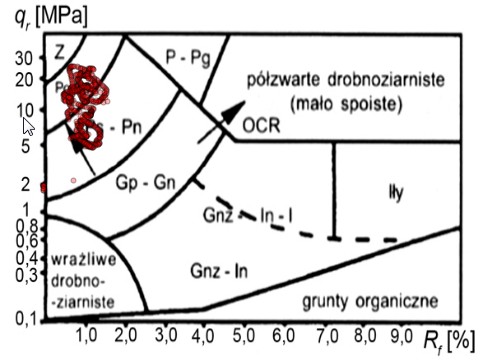 qr [MPa]
Z
P - Pg
30
20
10
5
2
1
0,8
0,6
0,4
0,3
0,1
półzwarte drobnoziarniste
(mało spoiste)
OCR
- Pn
Gp - Gn
Gnz - In - I
Iły
wrażliwe
drobno-
-ziarniste
Gnz - In
grunty organiczne
1,0 2,0 3,0 4,0 5,0 6,0 7,0 8,0 9,0 Rf [%]